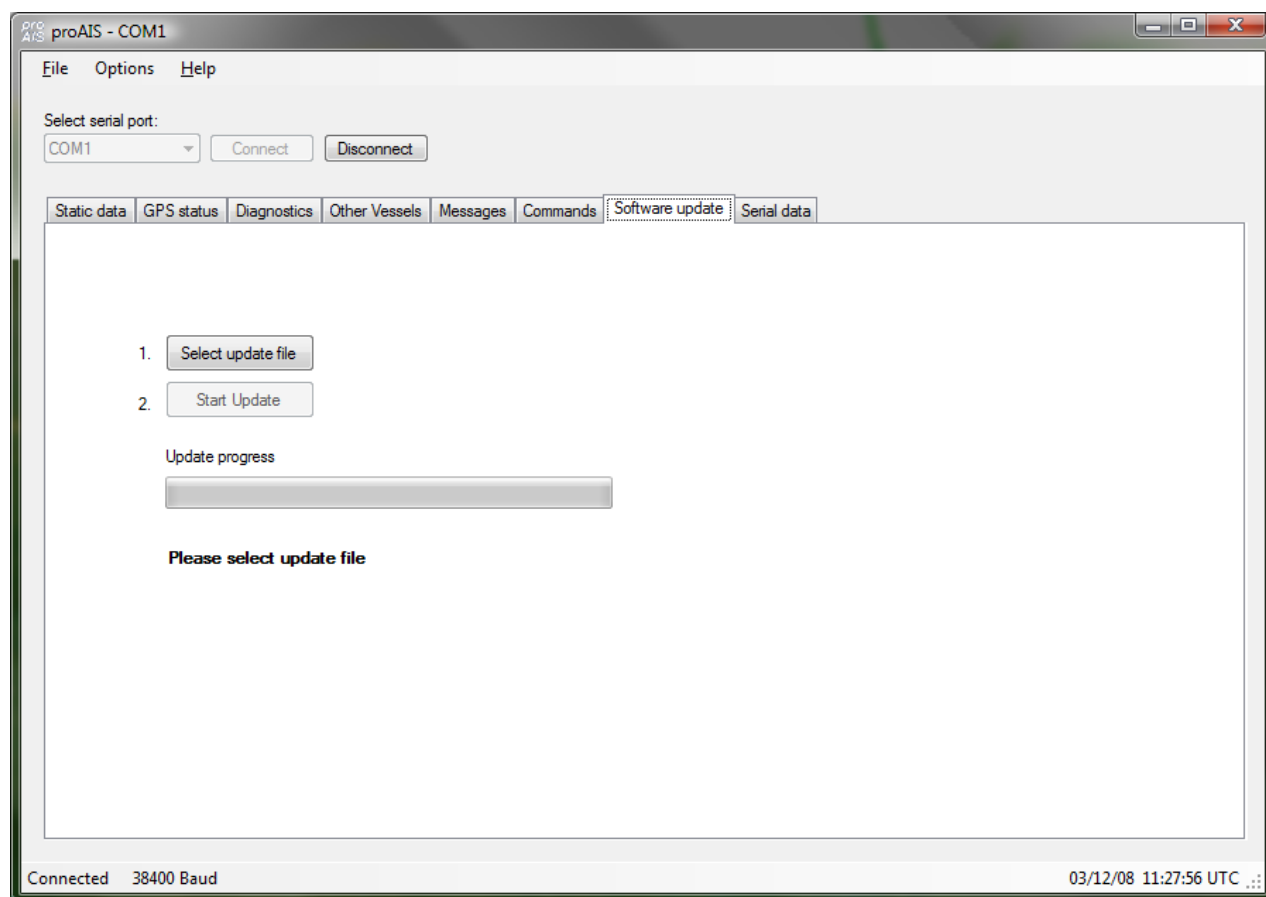 pro AIS proAIS - COM1
File Options Help
Select serial port:
COM1 Connect Disconnect
Static data GPS status Diagnostics Other Vessels Messages Commands Software update Serial data
1. Select update file
2. Start Update
Update progress
Please select update file
Connected 38400 Baud 03/12/08 11:27:56 UTC